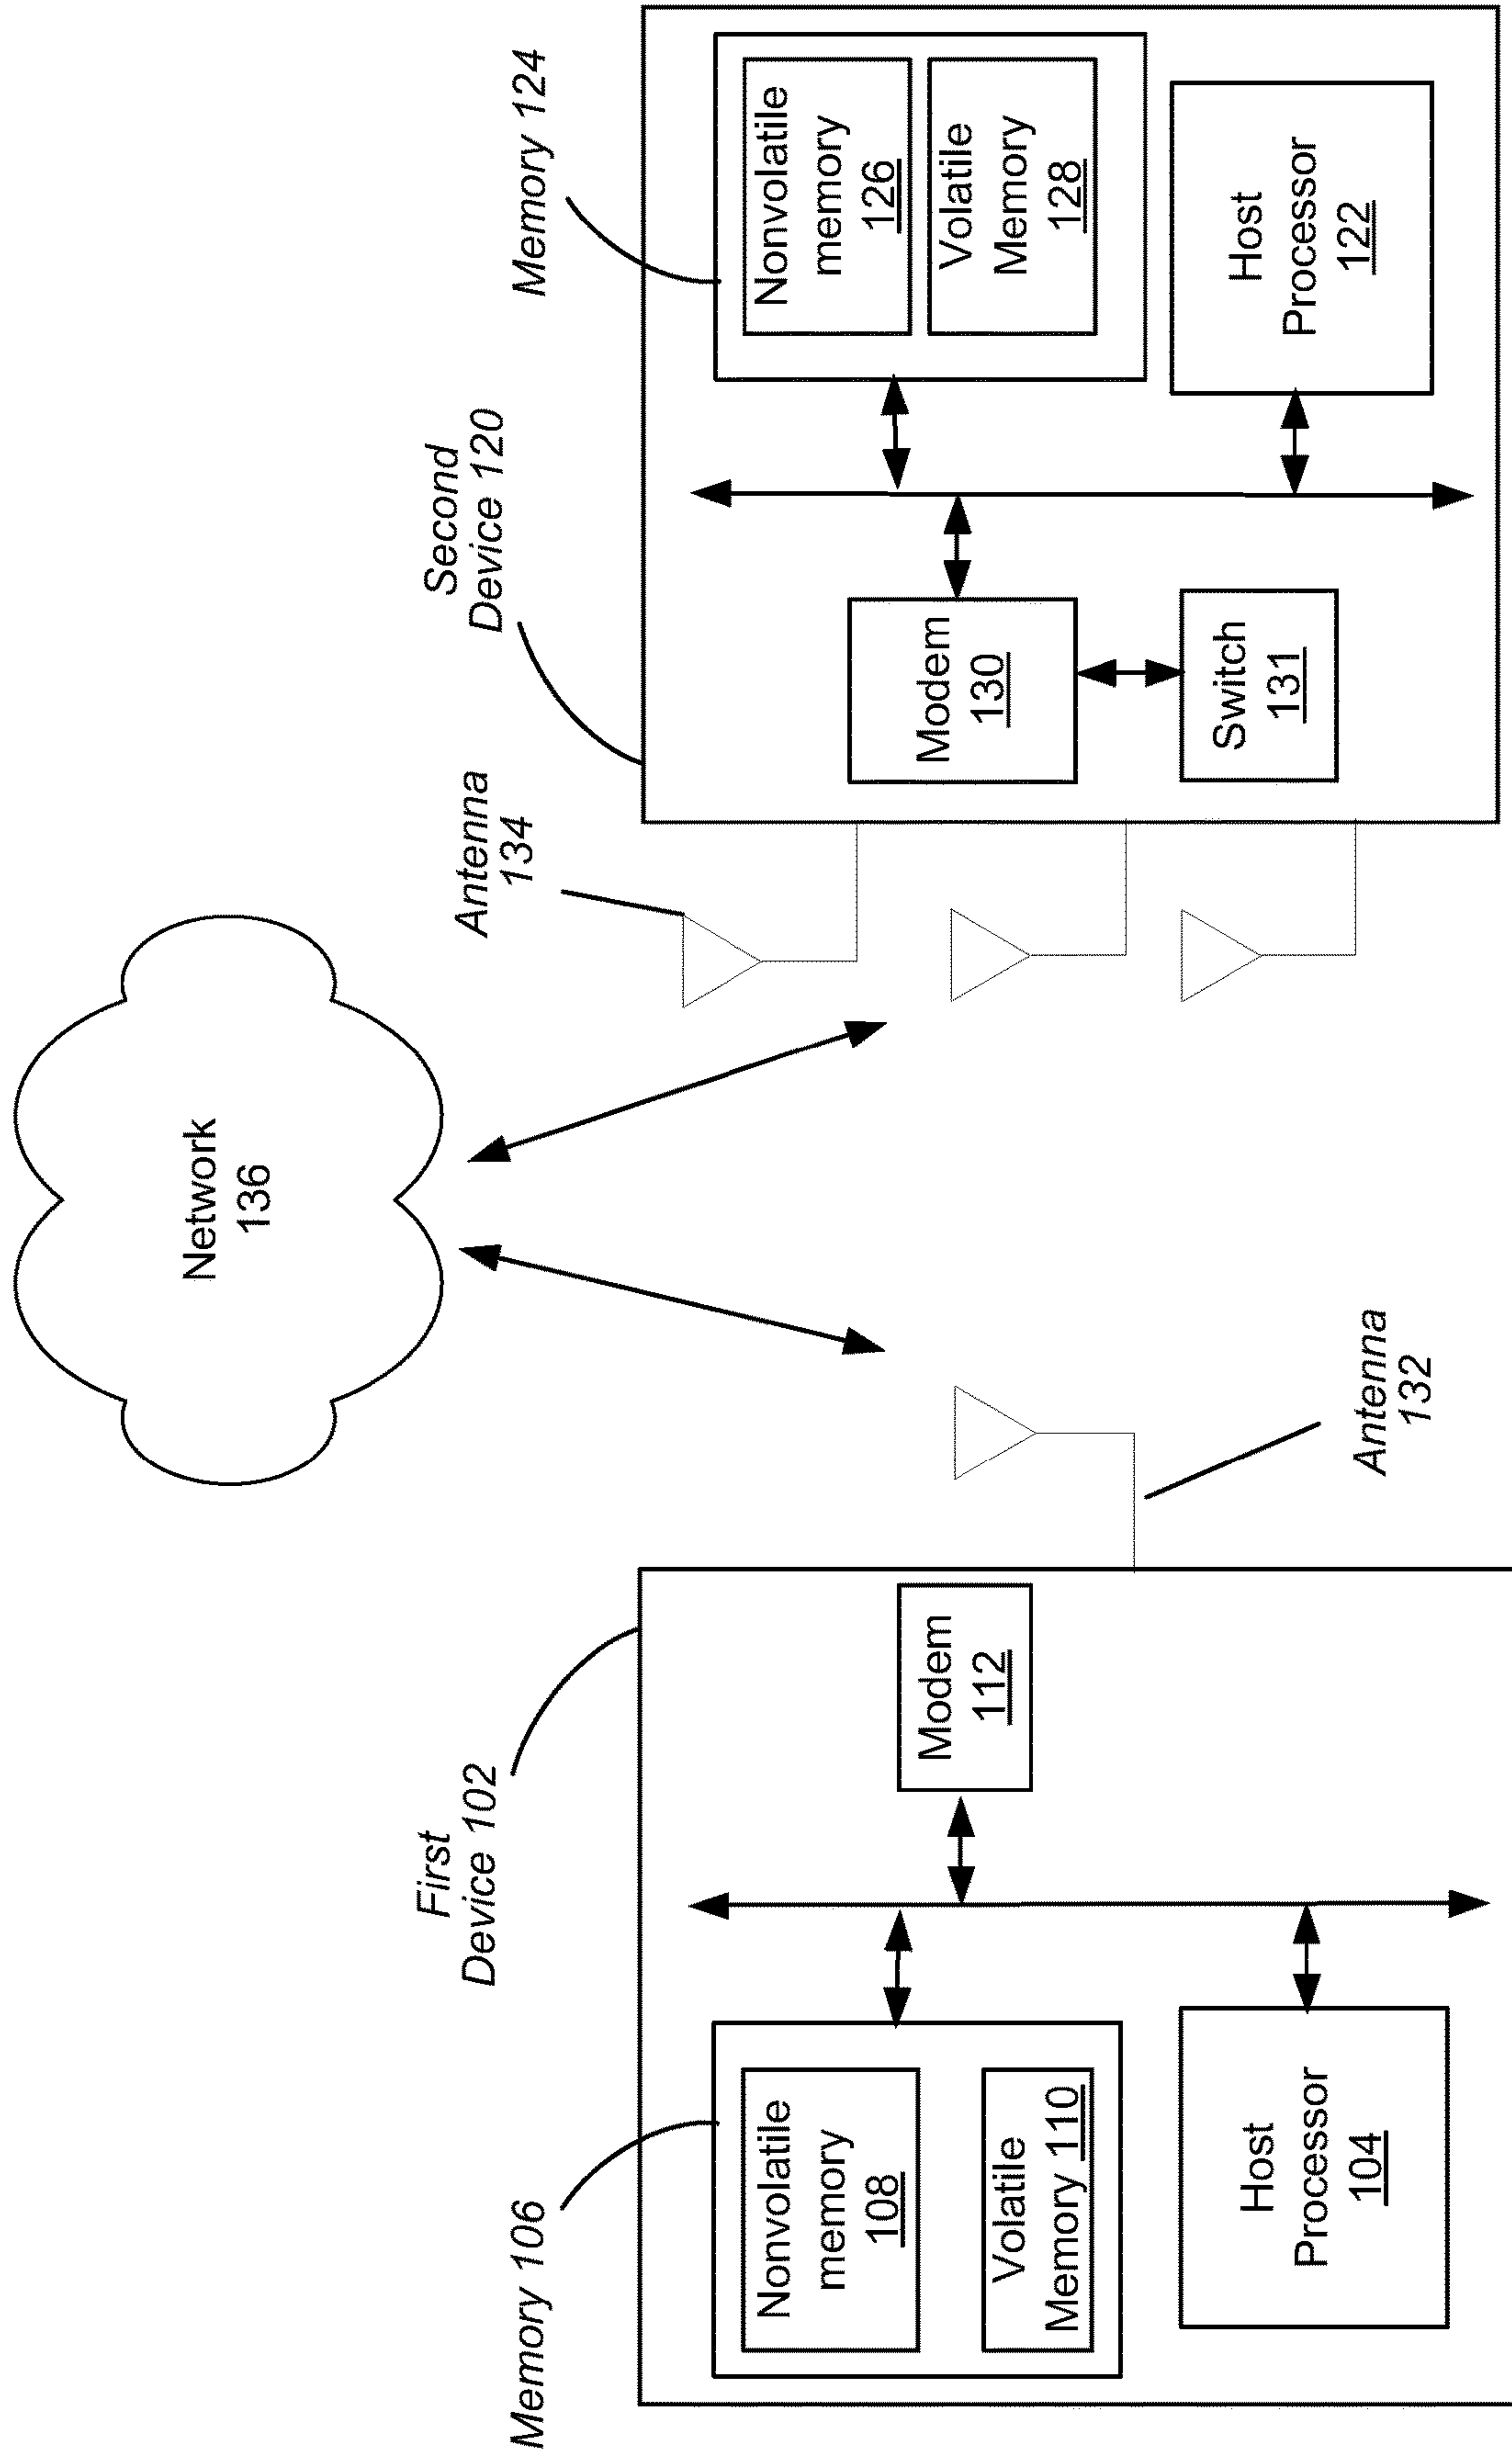 Network
136
First
Device 102
Memory 106
Nonvolatile
memory
108
Volatile
Memory 110
Host
Processor
104
Modem
112
Antenna
132
Second
Device 120
Antenna
134
Modem
130
Switch
131
Memory 124
Nonvolatile
memory
126
Volatile
Memory
128
Host
Processor
122